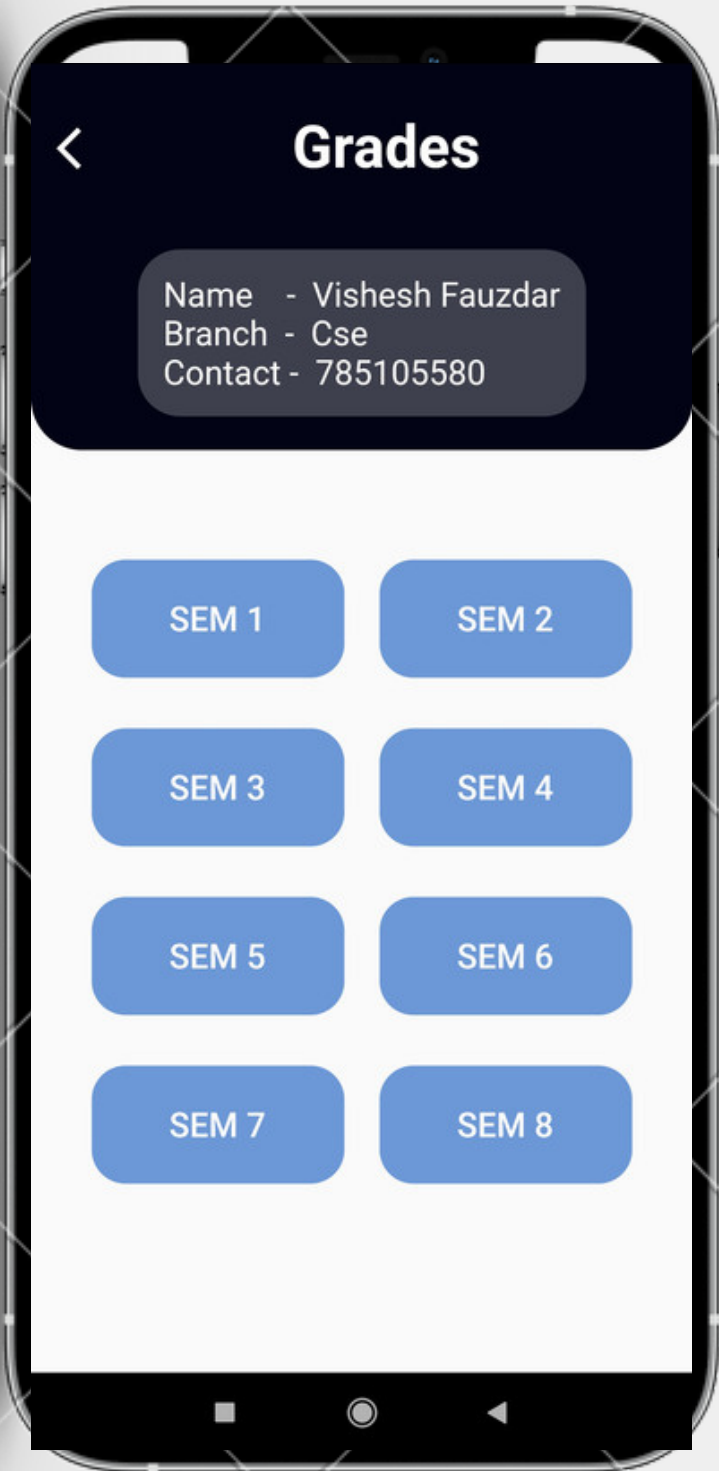 Grades
Name - Vishesh Fauzdar
Branch - Cse
Contact - 785105580
SEM 1 SEM 2
SEM 3 SEM 4
SEM 5 SEM 6
SEM 7 SEM 8